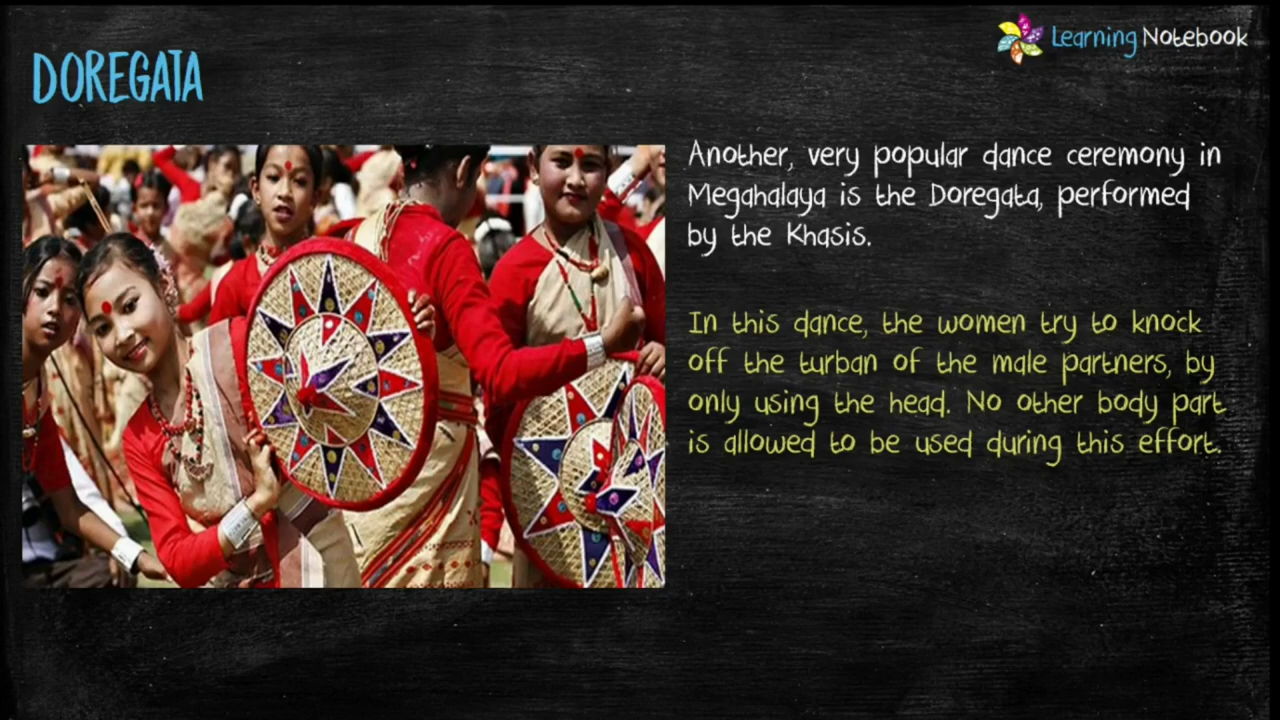 Learning Notebook
DOREGATA
Another, very popular dance ceremony in
Megahalaya is the Doregata, performed
by the Khasis.
In this dance, the women try to knock
off the turban of the male partners, by
only using the head. No other body part
is allowed to be used during this effort.